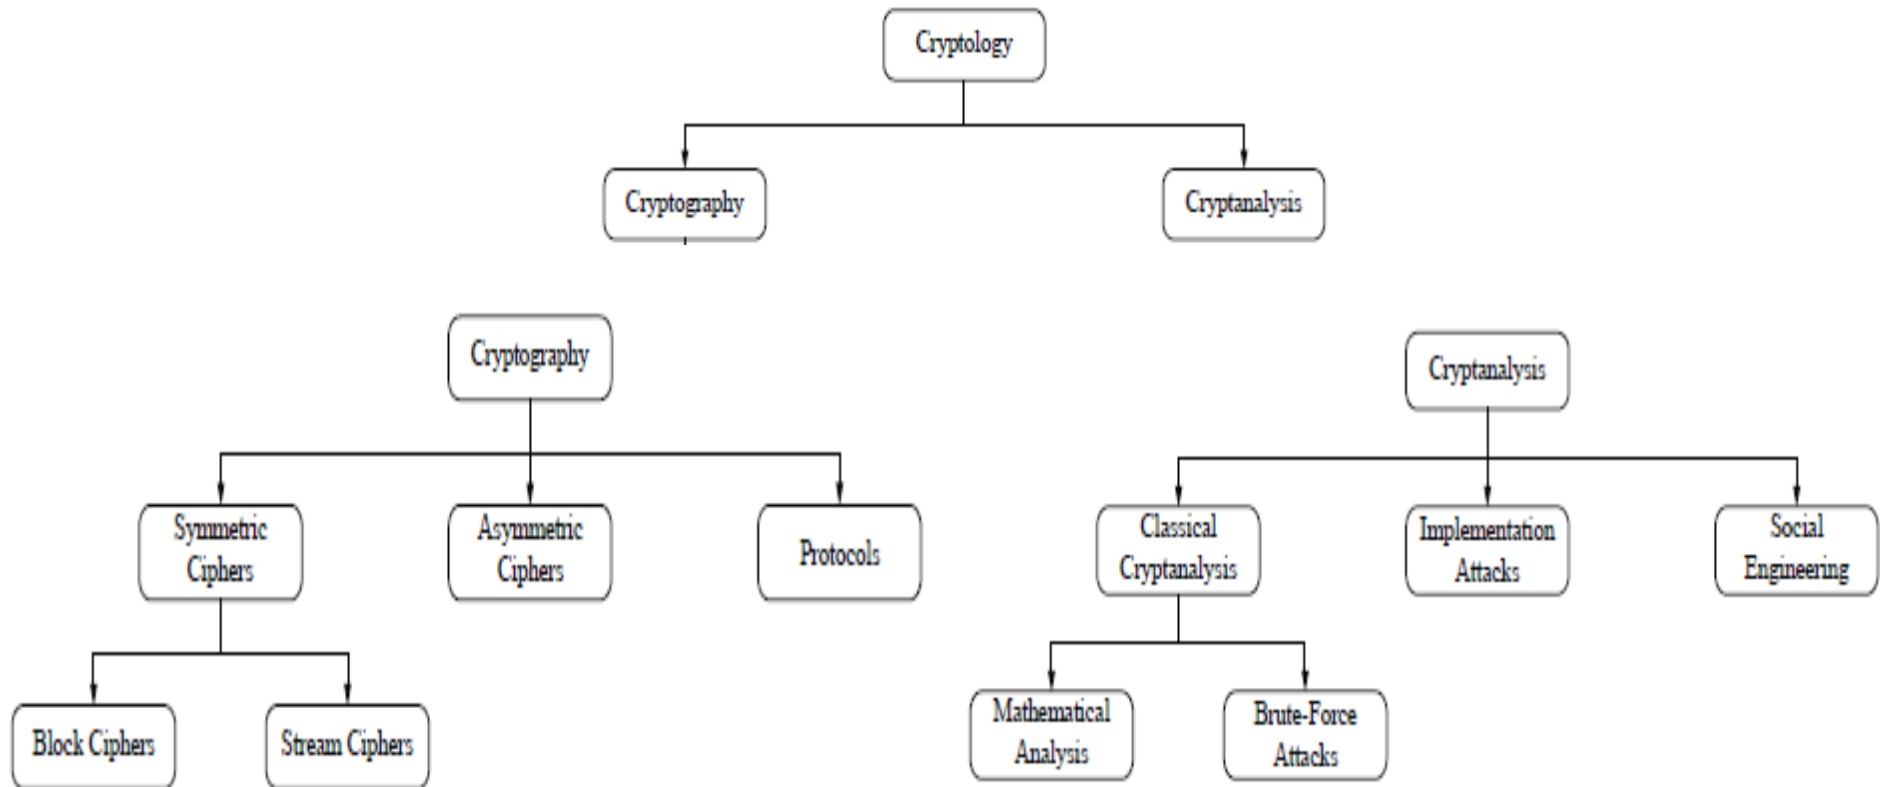 Cryptology
Cryptography
Cryptanalysis
Cryptography
Cryptanalysis
Symmetric
Ciphers
Asymmetric
Ciphers
Protocols
Classical
Cryptanalysis
Implementation
Attacks
Social
Engineering
Block Ciphers
Stream Ciphers
Mathematical
Analysis
Brute-Force
Attacks